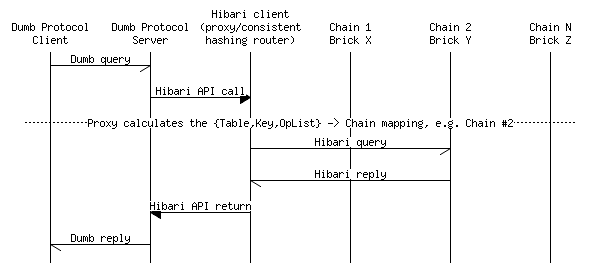 Hibari client
Dumb Protocol Dumb Protocol (proxy/consistent Chain 1 Chain 2 Chain N
Client Server hashing router) Brick X Brick Y Brick Z
Dumb query
Hibari API call
Proxy calculates the {Table,Key,OpList} -> Chain mapping, e.g. Chain #2
Hibari query
Hibari reply
Hibari API return
Dumb reply